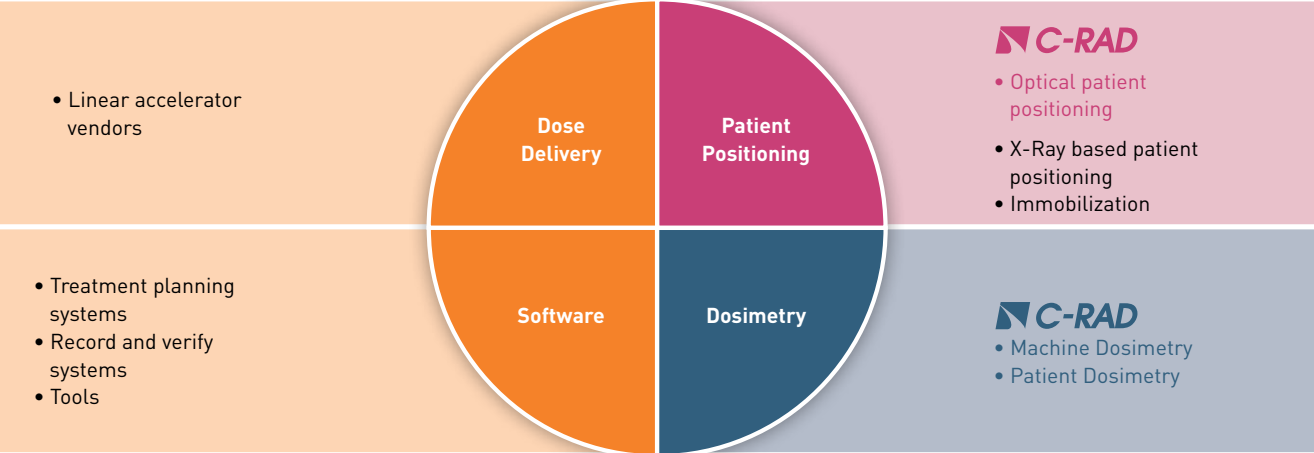 • Linear accelerator
vendors
Dose
Delivery
Patient
Positioning
C-RAD
• Optical patient
positioning
• X-Ray based patient
positioning
• Immobilization
• Treatment planning
systems
• Record and verify
systems
• Tools
Software
Dosimetry
C-RAD
• Machine Dosimetry
• Patient Dosimetry